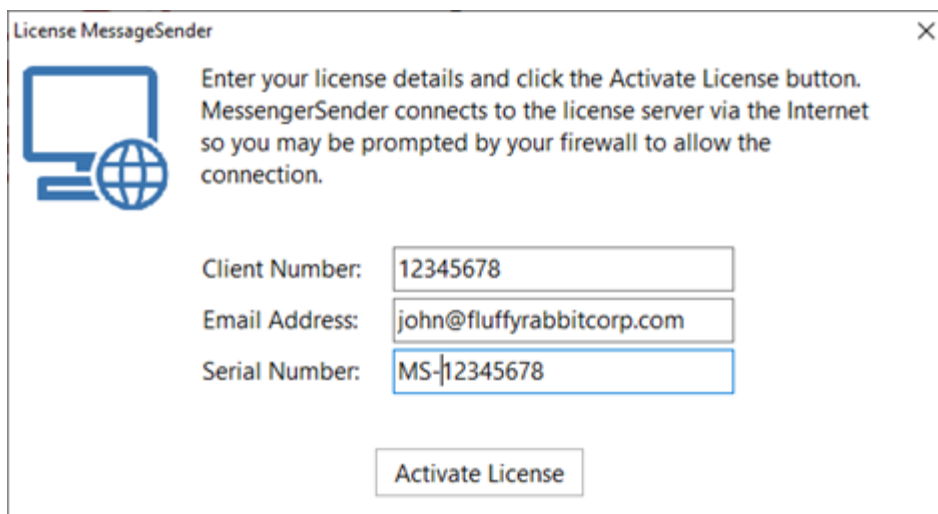 License MessageSender
Enter your license details and click the Activate License button.
MessengerSender connects to the license server via the Internet
so you may be prompted by your firewall to allow the
connection.
Client Number: 12345678
Email Address: john@fluffyrabbitcorp.com
Serial Number: MS-12345678
Activate License